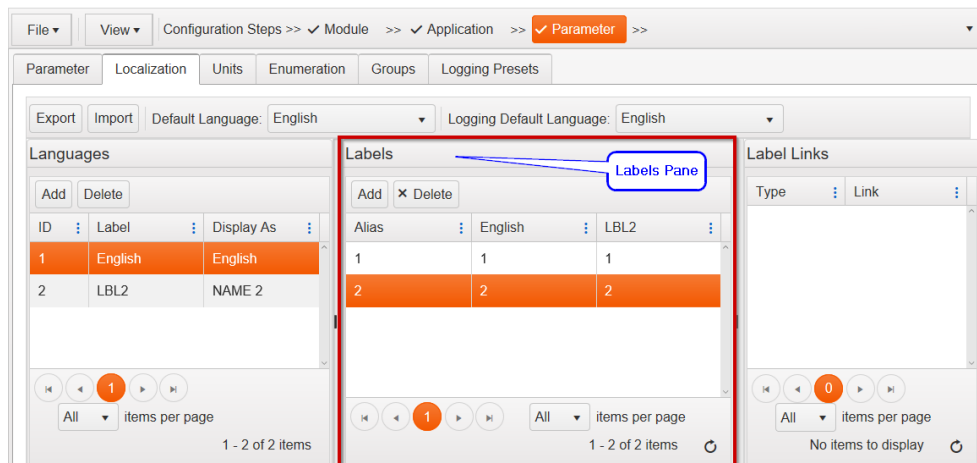 File View Configuration Steps >> Module >> Application >> Parameter >>
Parameter Localization Units Enumeration Groups Logging Presets
Export Import Default Language: English Logging Default Language: English
Languages
Add Delete
ID Label Display As
1 English English
2 LBL2 NAME 2
1
All items per page
1 - 2 of 2 items
Labels
Labels Pane
Add × Delete
Alias English LBL2
1 1 1
2 2 2
1 All items per page
1 - 2 of 2 items
Label Links
Type Link
0
All items per page
No items to display